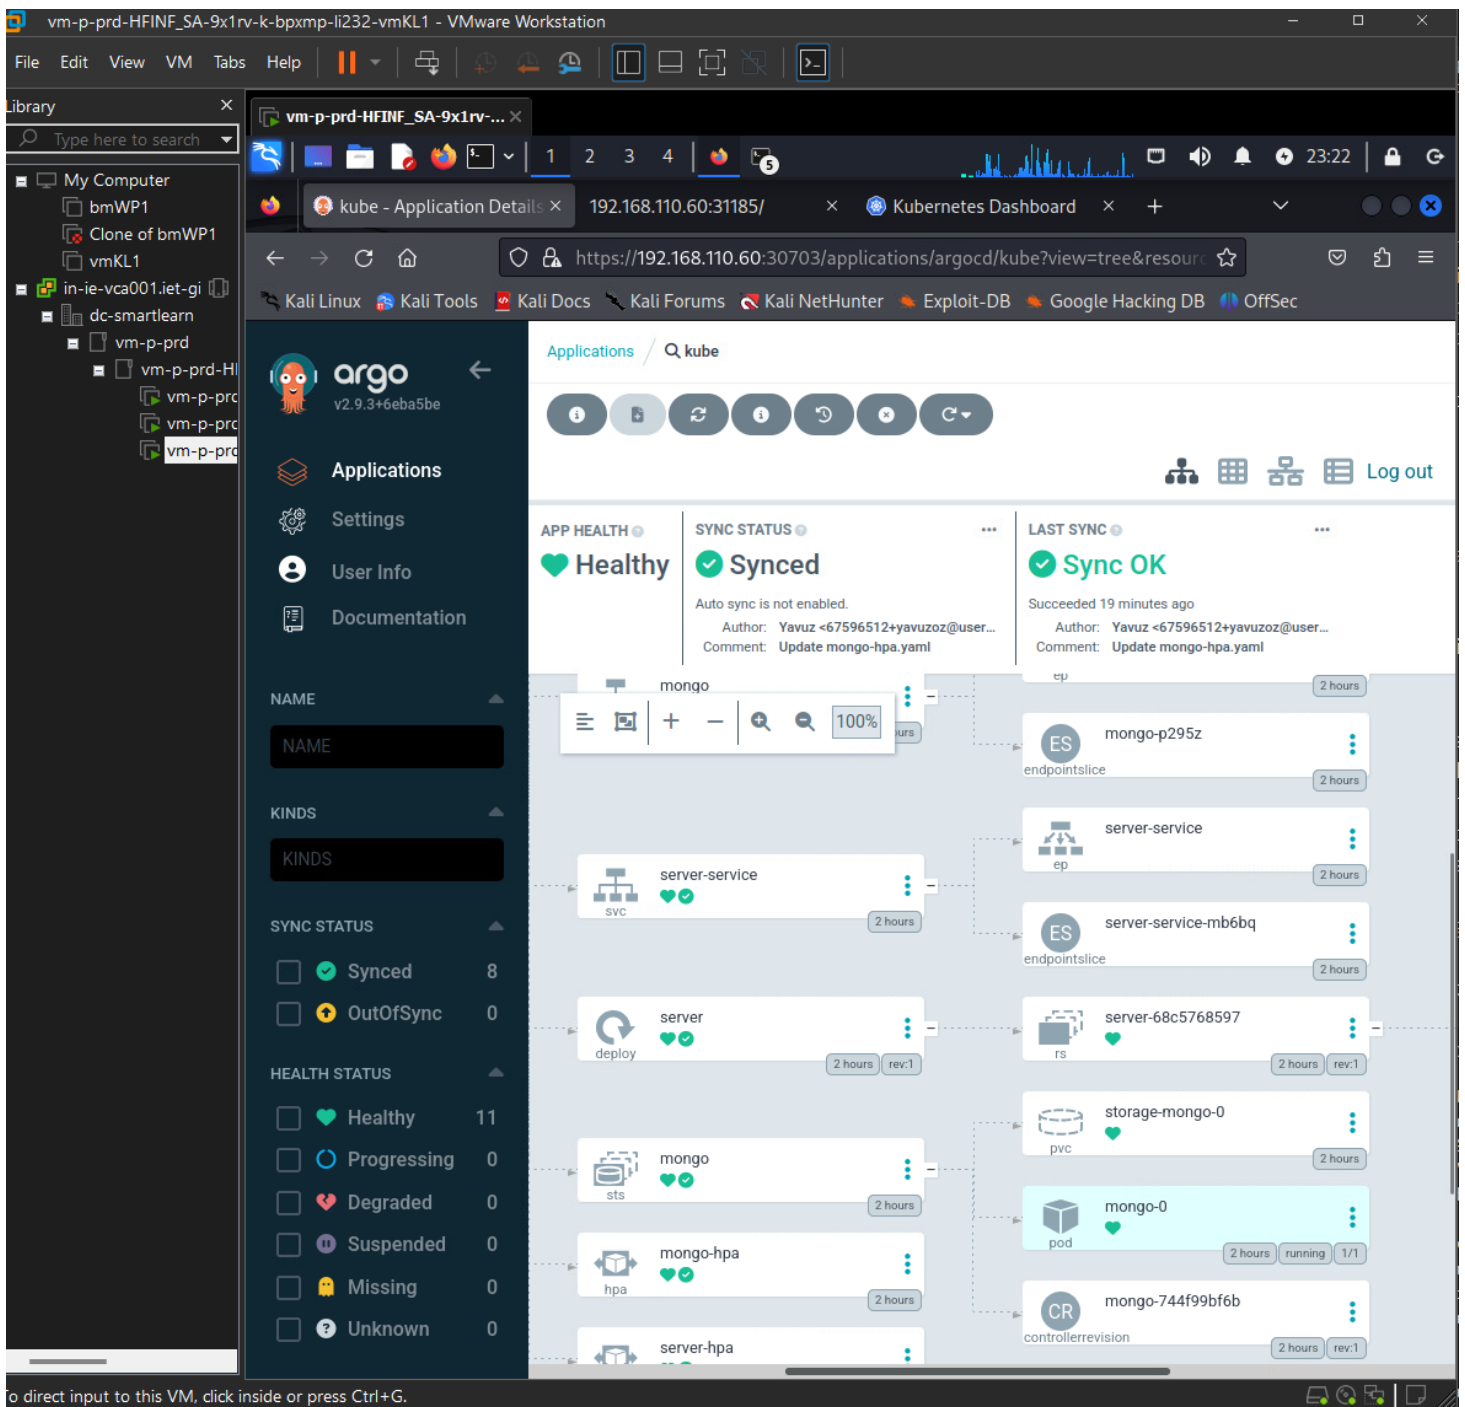 vm-p-prd-HFINF_SA-9x1rv-k-bpxmp-li232-vmKL1 - VMware Workstation
File Edit View VM Tabs Help
Library
Type here to search
My Computer
bmWP1
Clone of bmWP1
vmKL1
in-ie-vca001.iet-gi
dc-smartlearn
vm-p-prd
vm-p-prd-H
vm-p-prd
vm-p-prd
vm-p-prd
vm-p-prd-HFINF_SA-9x1rv-...
1 2 3 4 5 23:22
kube - Application Details
192.168.110.60:31185/
Kubernetes Dashboard
https://192.168.110.60:30703/applications/argocd/kube?view=tree&resourc
Kali Linux Kali Tools Kali Docs Kali Forums Kali NetHunter Exploit-DB Google Hacking DB OffSec
argo
v2.9.3+6eba5be
Applications
Settings
User Info
Documentation
NAME
NAME
KINDS
KINDS
SYNC STATUS
Synced 8
OutOfSync 0
HEALTH STATUS
Healthy 11
Progressing 0
Degraded 0
Suspended 0
Missing 0
Unknown 0
Applications / kube
Log out
APP HEALTH
Healthy
SYNC STATUS
Synced
Auto sync is not enabled.
Author: Yavuz <67596512+yavuzoz@user...
Comment: Update mongo-hpa.yaml
LAST SYNC
Sync OK
Succeeded 19 minutes ago
Author: Yavuz <67596512+yavuzoz@user...
Comment: Update mongo-hpa.yaml
mongo
100%
urs
ep
2 hours
ES
mongo-p295z
endpointslice
2 hours
server-service
svc
2 hours
server-service
ep
2 hours
ES
server-service-mb6bq
endpointslice
2 hours
server
deploy
2 hours rev:1
server-68c5768597
rs
2 hours rev:1
mongo
sts
2 hours
storage-mongo-0
pvc
2 hours
mongo-0
pod
2 hours running 1/1
mongo-hpa
hpa
2 hours
CR
mongo-744f99bf6b
controllerrevision
2 hours rev:1
server-hpa
To direct input to this VM, click inside or press Ctrl+G.